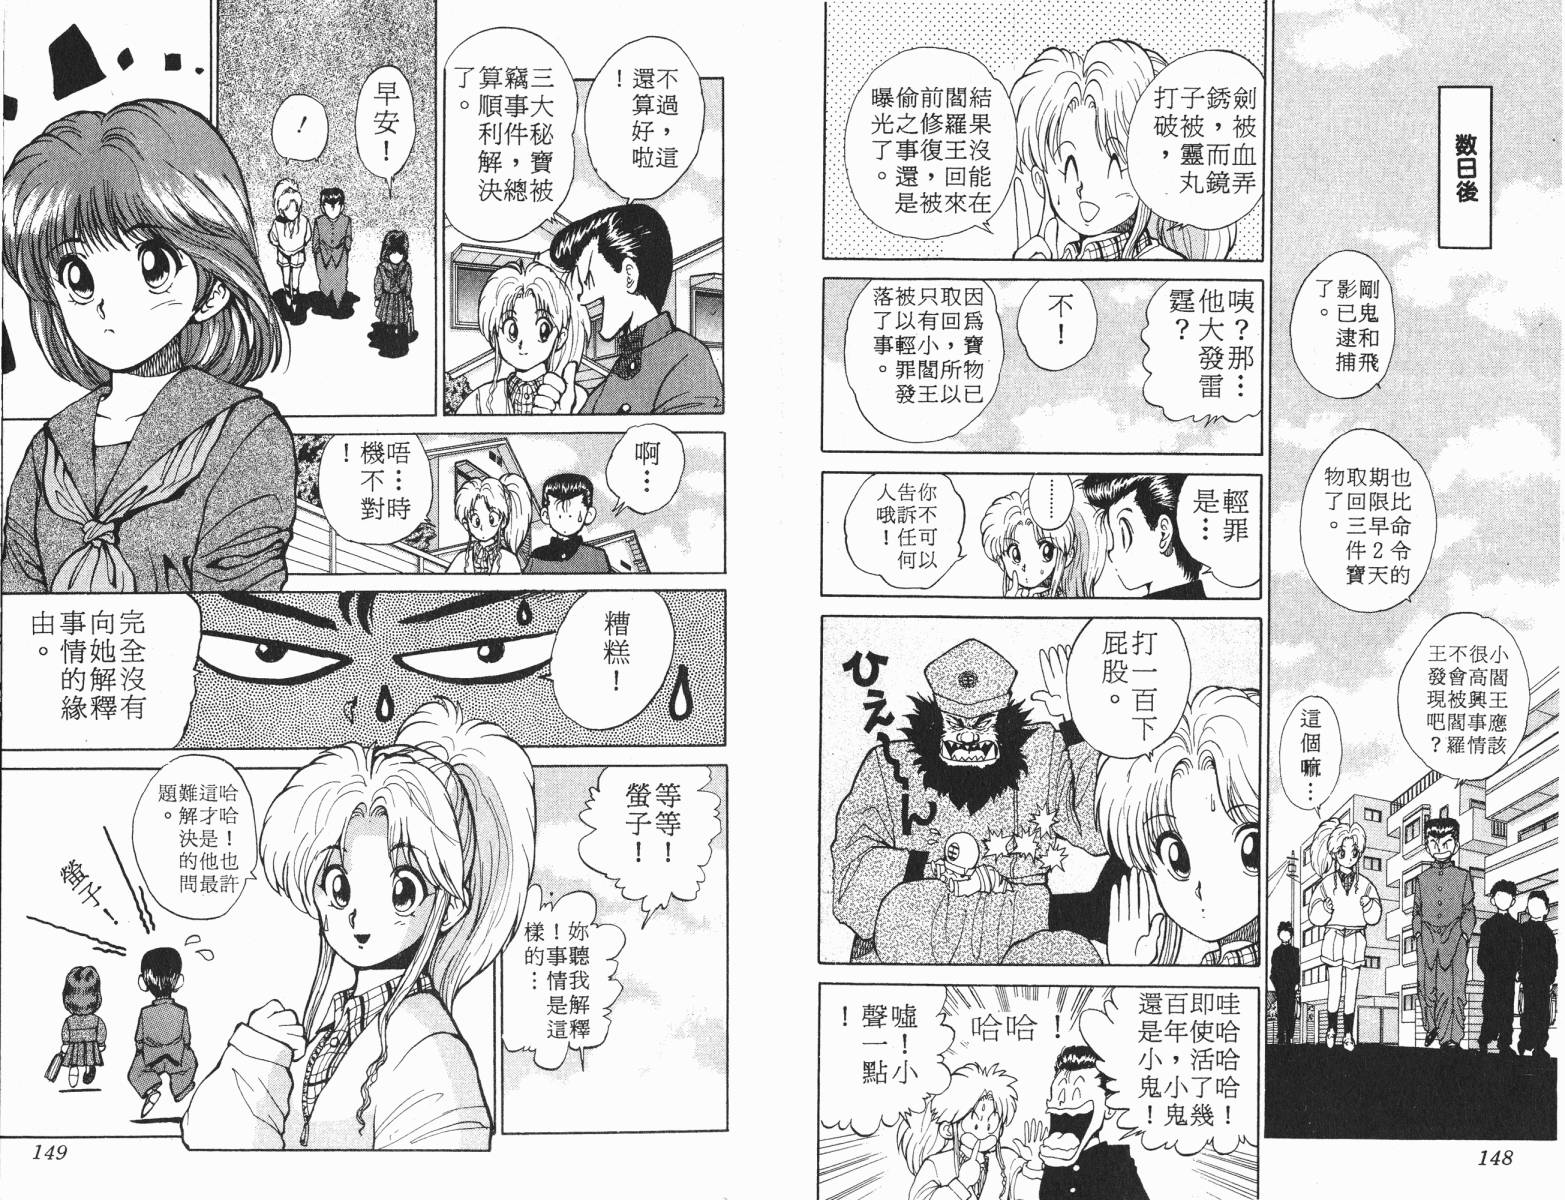 数日後
剛鬼和飛
影已逮捕
了。
也比命令的
期限早2天
取回三件寶
物了。
小閻王應該
很高興事情
不會被閻羅
王發現吧?
這個嘛…
劍被血弄
銹，而鏡
子被靈丸
打破，
結果沒能在
閻羅王回來
前修復，被
偷之事還是
曝光了。
咦?那…
他大發雷
霆?
不!
因爲寶物已
取回，所以
只有小閻王
被以輕罪發
落了事。
輕罪
是…
………
你不可以
告訴任何
人哦!
打一百下
屁股。
ひえ〜〜ん
哇哈哈哈!
即使活了幾
百年，小鬼
還是小鬼!
哈哈!
噓!小
聲一點
!
148
不過，這
還算好啦
!
三大秘寶被
竊事件，總
算順利解決
了。
早安!
!
啊…
唔…時
機不對
!
糟糕!
完全沒有
向她解釋
事情的緣
由。
等等!
螢子!
妳聽我解釋
!事情是這
樣的…
哈哈!也許
這才是他最
難解決的問
題。
螢子!
149